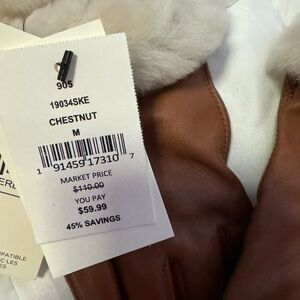 905
19034SKE
CHESTNUT
M
1 91459 17310 7
MARKET PRICE
$110.00
YOU PAY
$59.99
45% SAVINGS